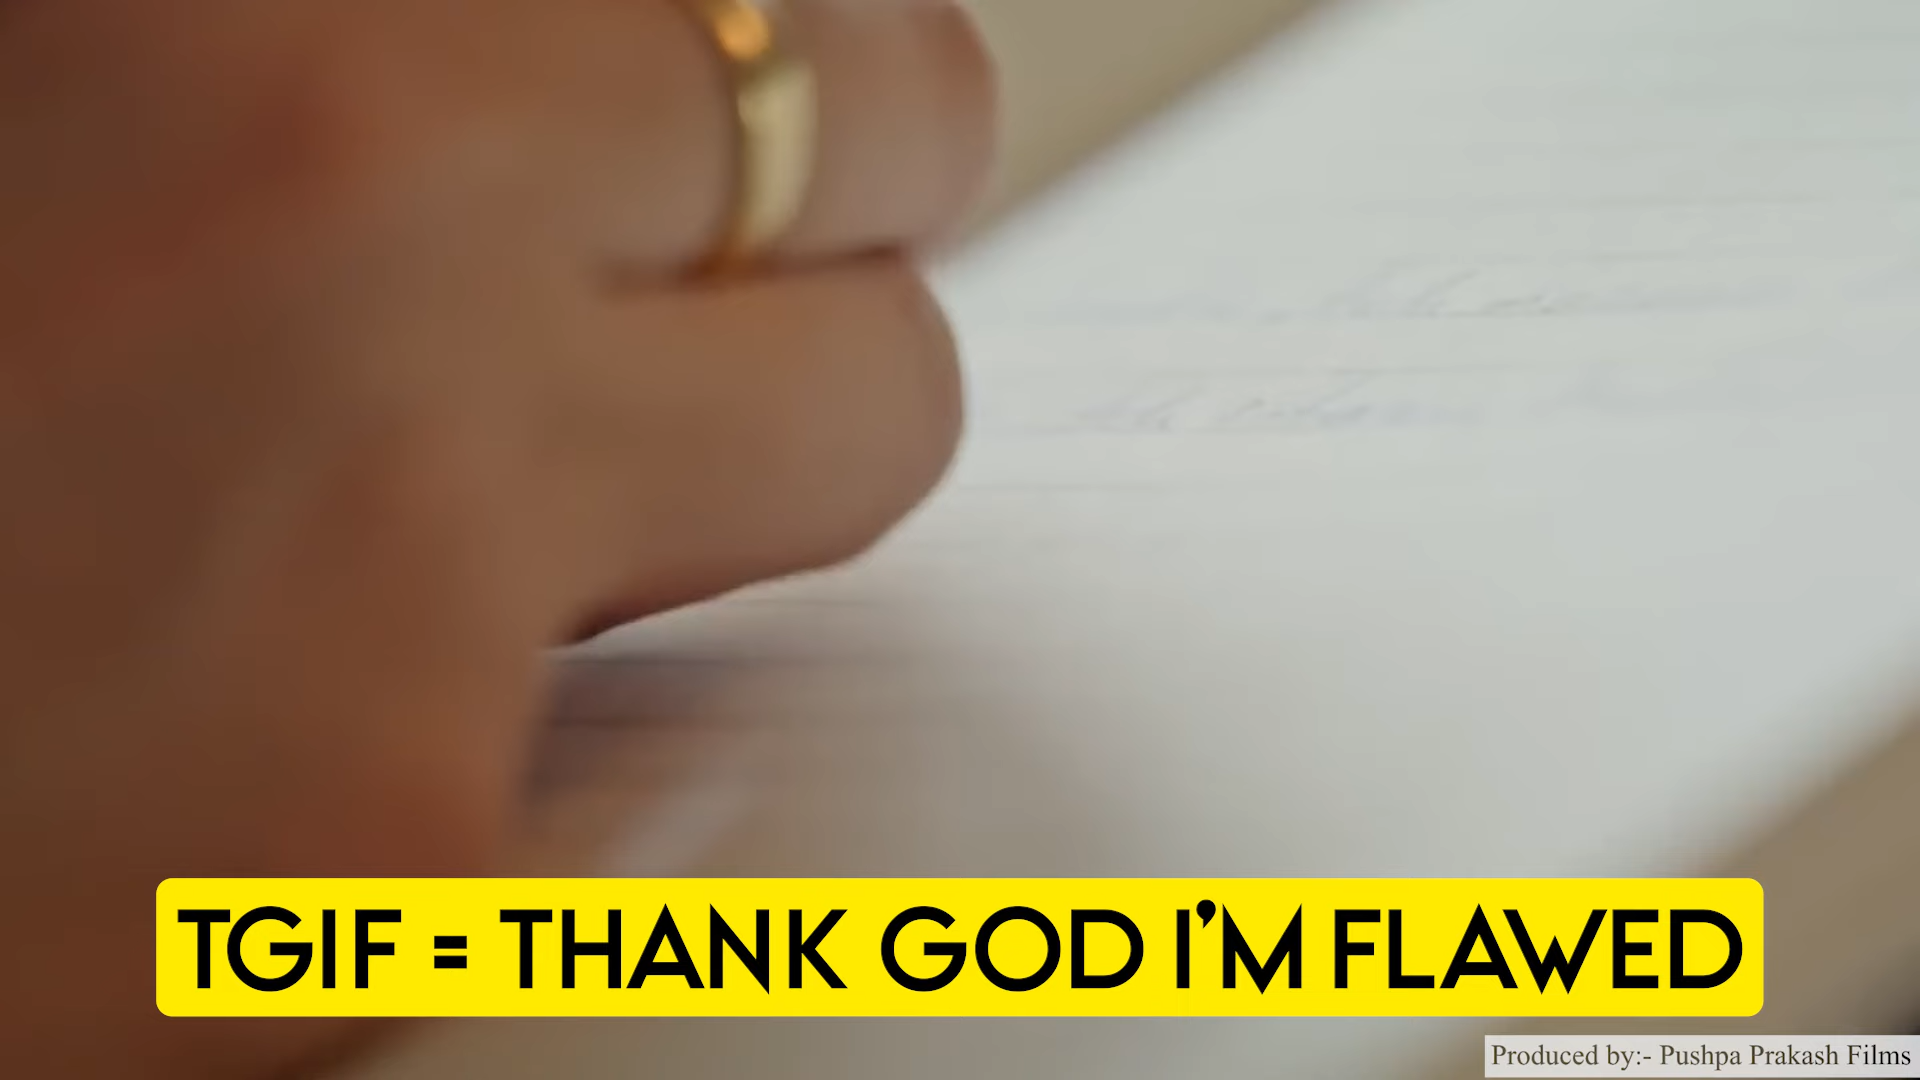 TGIF = THANK GOD I'M FLAWED
Produced by:- Pushpa Prakash Films